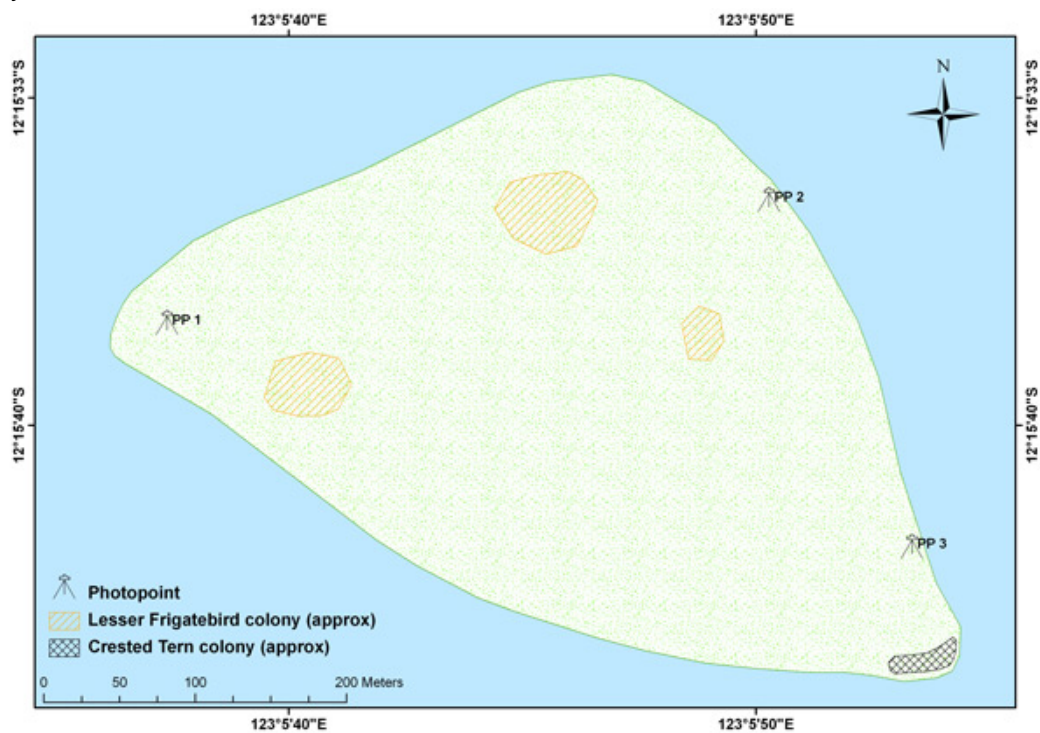 123°5'40"E
123°5'50"E
N
12°15'33"S
12°15'33"S
PP 2
PP 1
12°15'40"S
12°15'40"S
PP 3
Photopoint
Lesser Frigatebird colony (approx)
Crested Tern colony (approx)
0 50 100 200 Meters
123°5'40"E
123°5'50"E